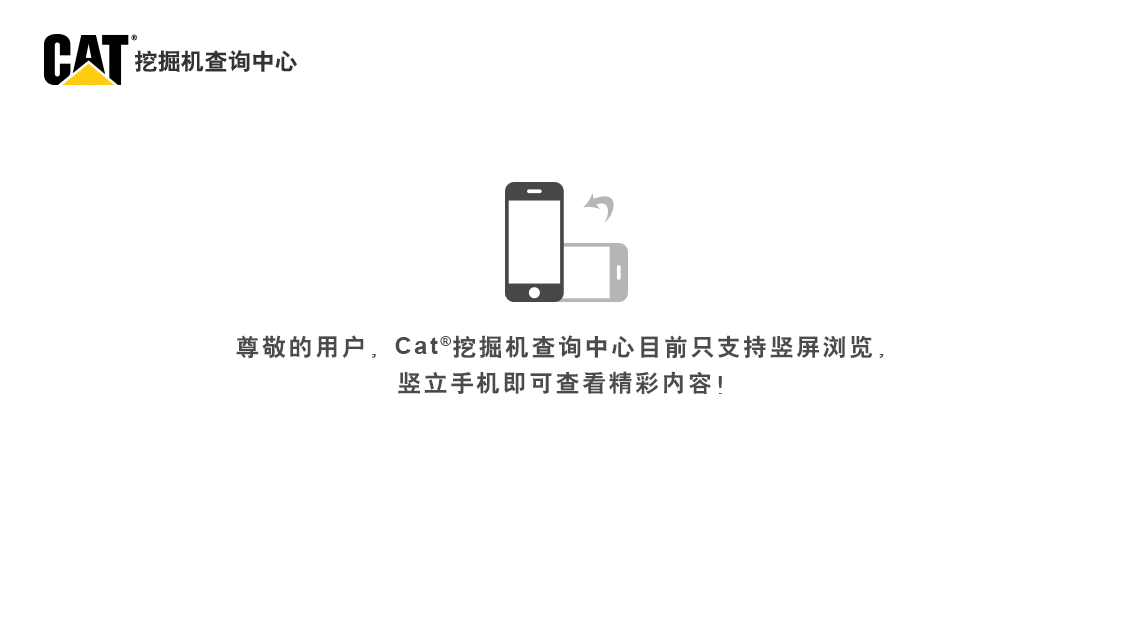 CAT® 挖掘机查询中心
尊敬的用户，Cat®挖掘机查询中心目前只支持竖屏浏览，
竖立手机即可查看精彩内容！